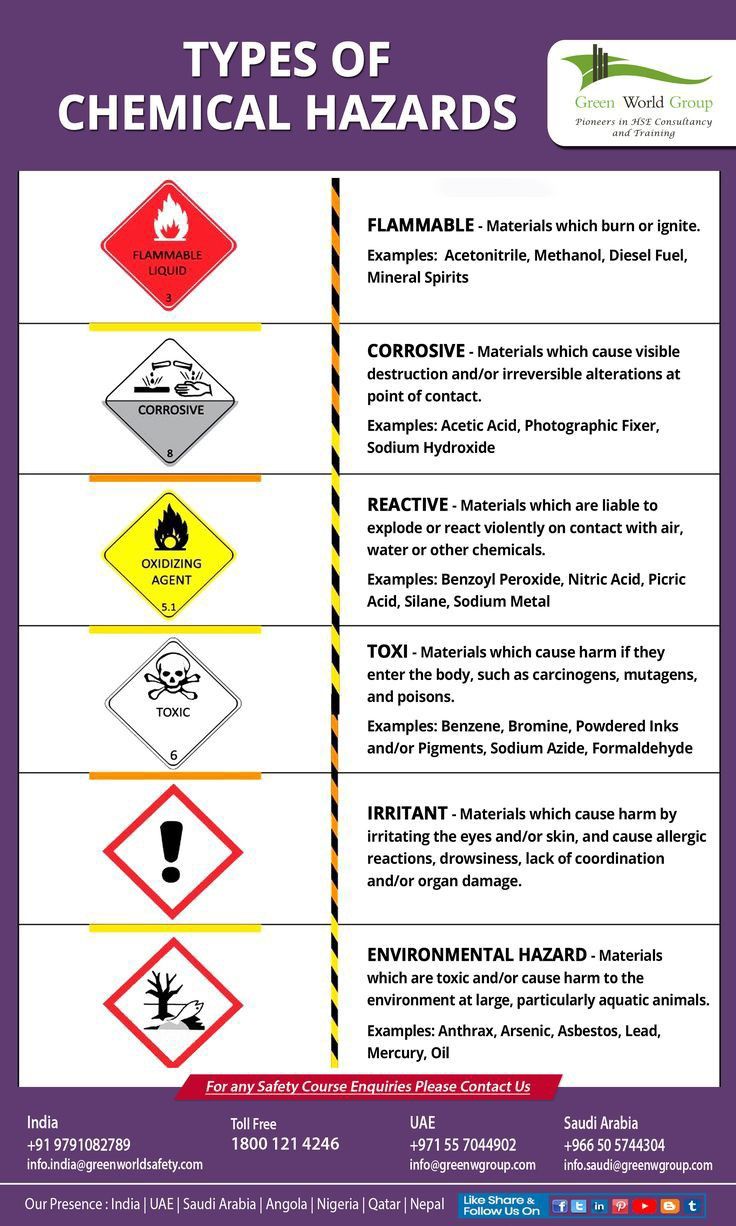 TYPES OF
CHEMICAL HAZARDS
Green World Group
Pioneers in HSE Consultancy
and Training
FLAMMABLE
LIQUID
3
FLAMMABLE - Materials which burn or ignite.
Examples: Acetonitrile, Methanol, Diesel Fuel,
Mineral Spirits
CORROSIVE
8
CORROSIVE - Materials which cause visible
destruction and/or irreversible alterations at
point of contact.
Examples: Acetic Acid, Photographic Fixer,
Sodium Hydroxide
OXIDIZING
AGENT
5.1
REACTIVE - Materials which are liable to
explode or react violently on contact with air,
water or other chemicals.
Examples: Benzoyl Peroxide, Nitric Acid, Picric
Acid, Silane, Sodium Metal
TOXIC
6
TOXI - Materials which cause harm if they
enter the body, such as carcinogens, mutagens,
and poisons.
Examples: Benzene, Bromine, Powdered Inks
and/or Pigments, Sodium Azide, Formaldehyde
IRRITANT - Materials which cause harm by
irritating the eyes and/or skin, and cause allergic
reactions, drowsiness, lack of coordination
and/or organ damage.
ENVIRONMENTAL HAZARD - Materials
which are toxic and/or cause harm to the
environment at large, particularly aquatic animals.
Examples: Anthrax, Arsenic, Asbestos, Lead,
Mercury, Oil
For any Safety Course Enquiries Please Contact Us
India
+91 9791082789
info.india@greenworldsafety.com
Toll Free
1800 121 4246
UAE
+971 55 7044902
info@greenwgroup.com
Saudi Arabia
+966 50 5744304
info.saudi@greenwgroup.com
Our Presence : India | UAE | Saudi Arabia | Angola | Nigeria | Qatar | Nepal
Like Share &
Follow Us On